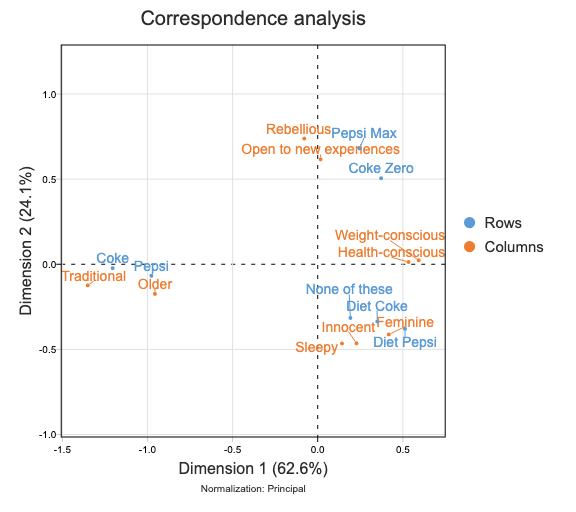 Correspondence analysis
1.0
Rebellious
Pepsi Max
Open to new experiences
Coke Zero
0.5
Dimension 2 (24.1%)
Rows
Columns
Weight-conscious
Health-conscious
Coke
Pepsi
0.0
Traditional
Older
None of these
Diet Coke
Innocent
Feminine
Sleepy
Diet Pepsi
-0.5
-1.0
-1.5 -1.0 -0.5 0.0 0.5
Dimension 1 (62.6%)
Normalization: Principal